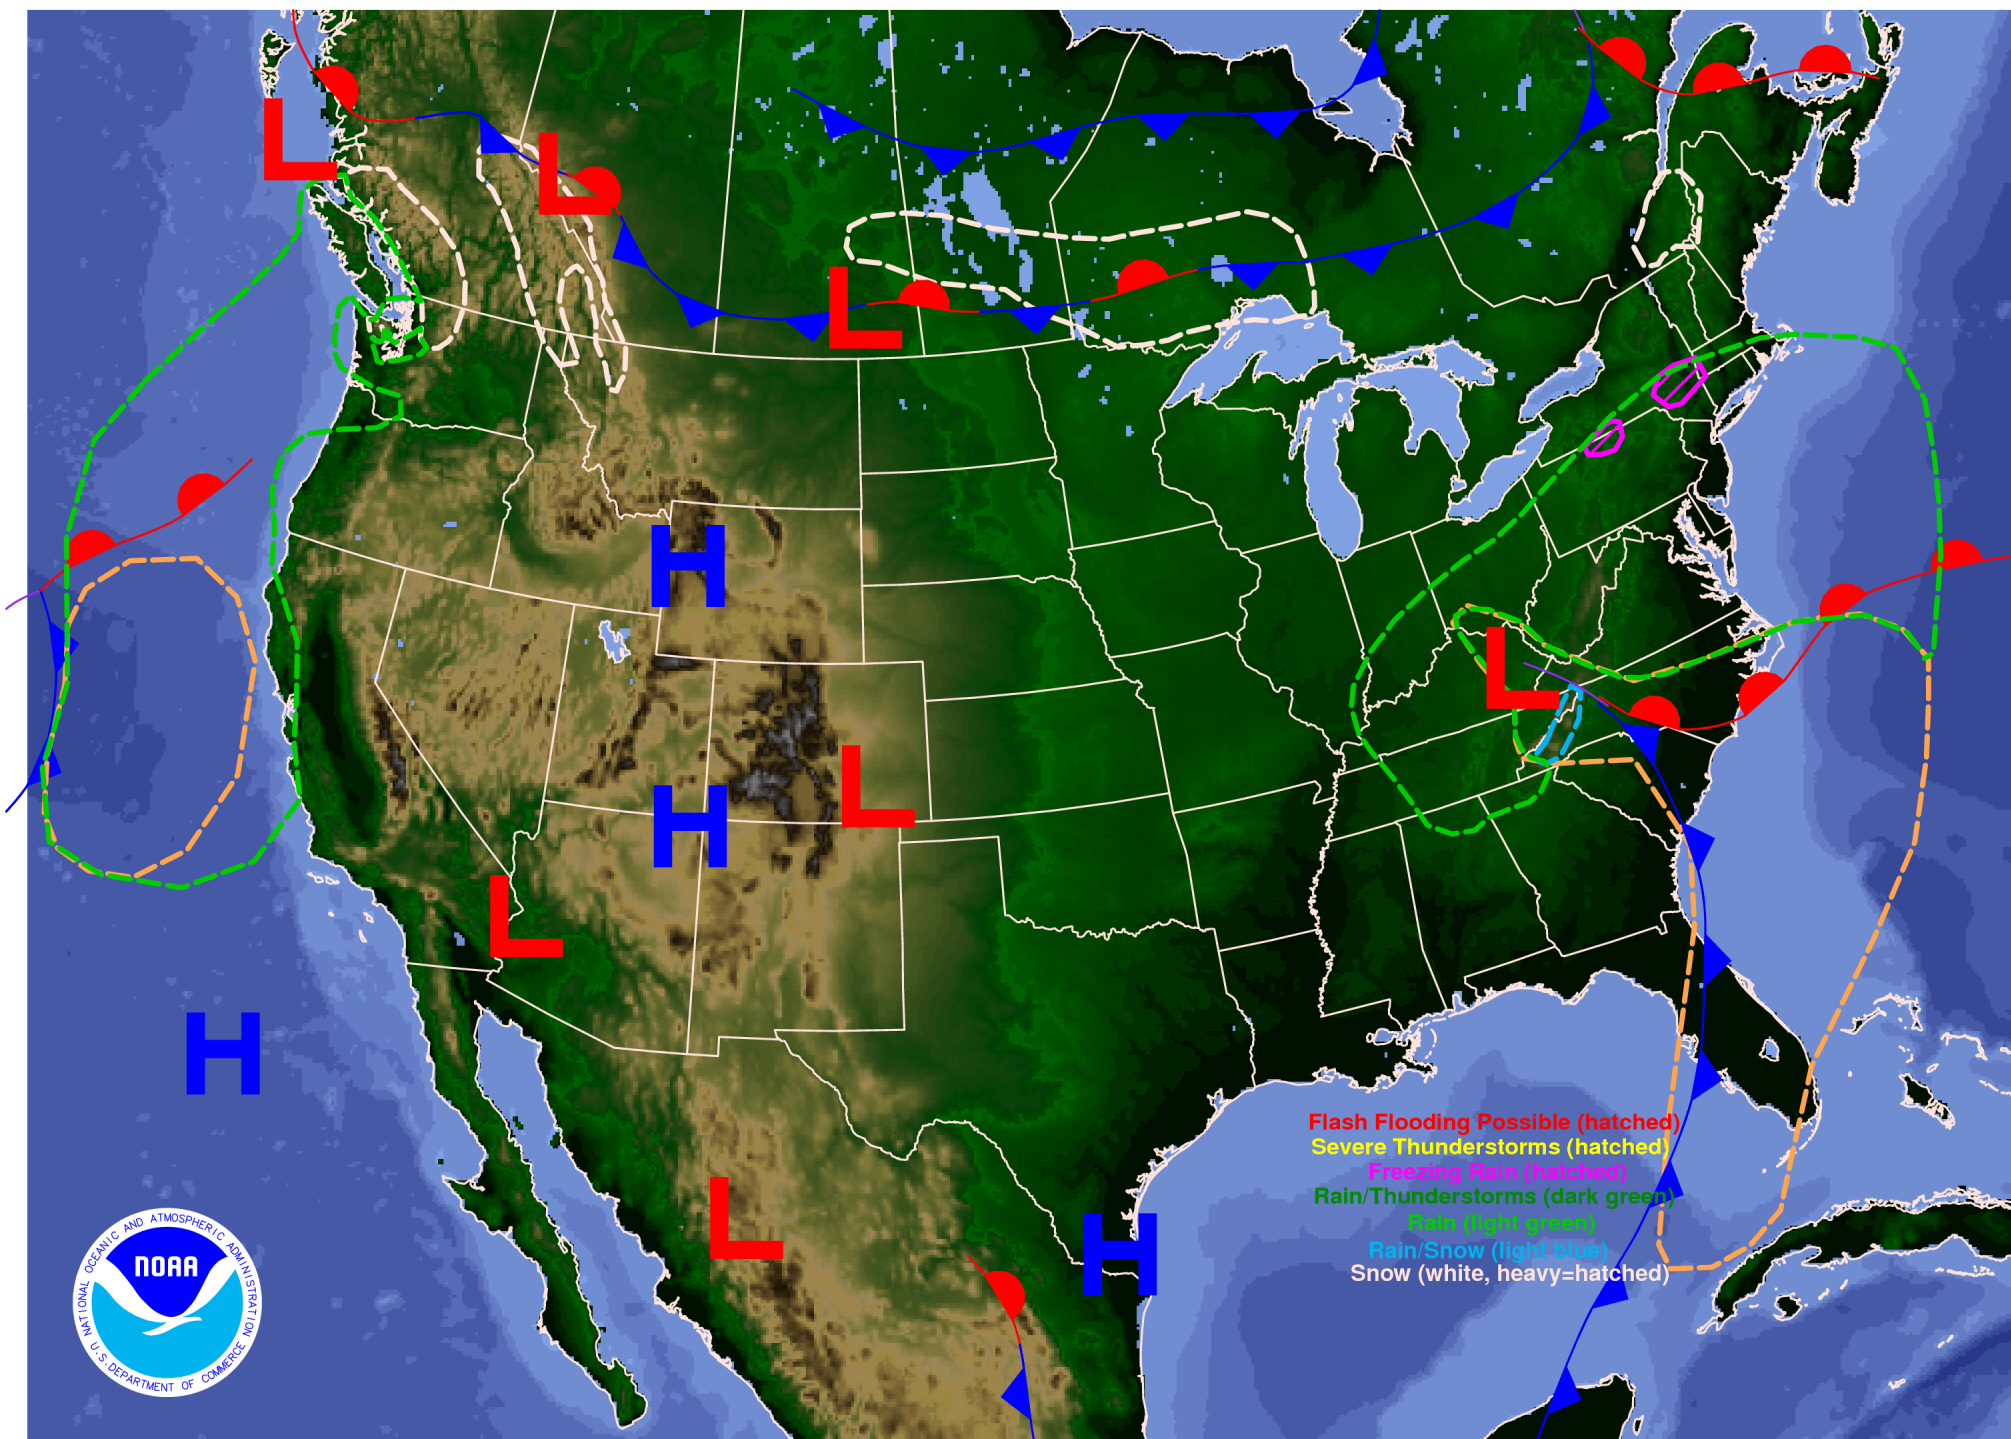 L
L
L
H
L
H
L
L
H
L
H
Flash Flooding Possible (hatched)
Severe Thunderstorms (hatched)
Freezing Rain (hatched)
Rain/Thunderstorms (dark green)
Rain (light green)
Rain/Snow (light blue)
Snow (white, heavy=hatched)
L
H
NATIONAL OCEANIC AND ATMOSPHERIC ADMINISTRATION
NOAA
U.S. DEPARTMENT OF COMMERCE